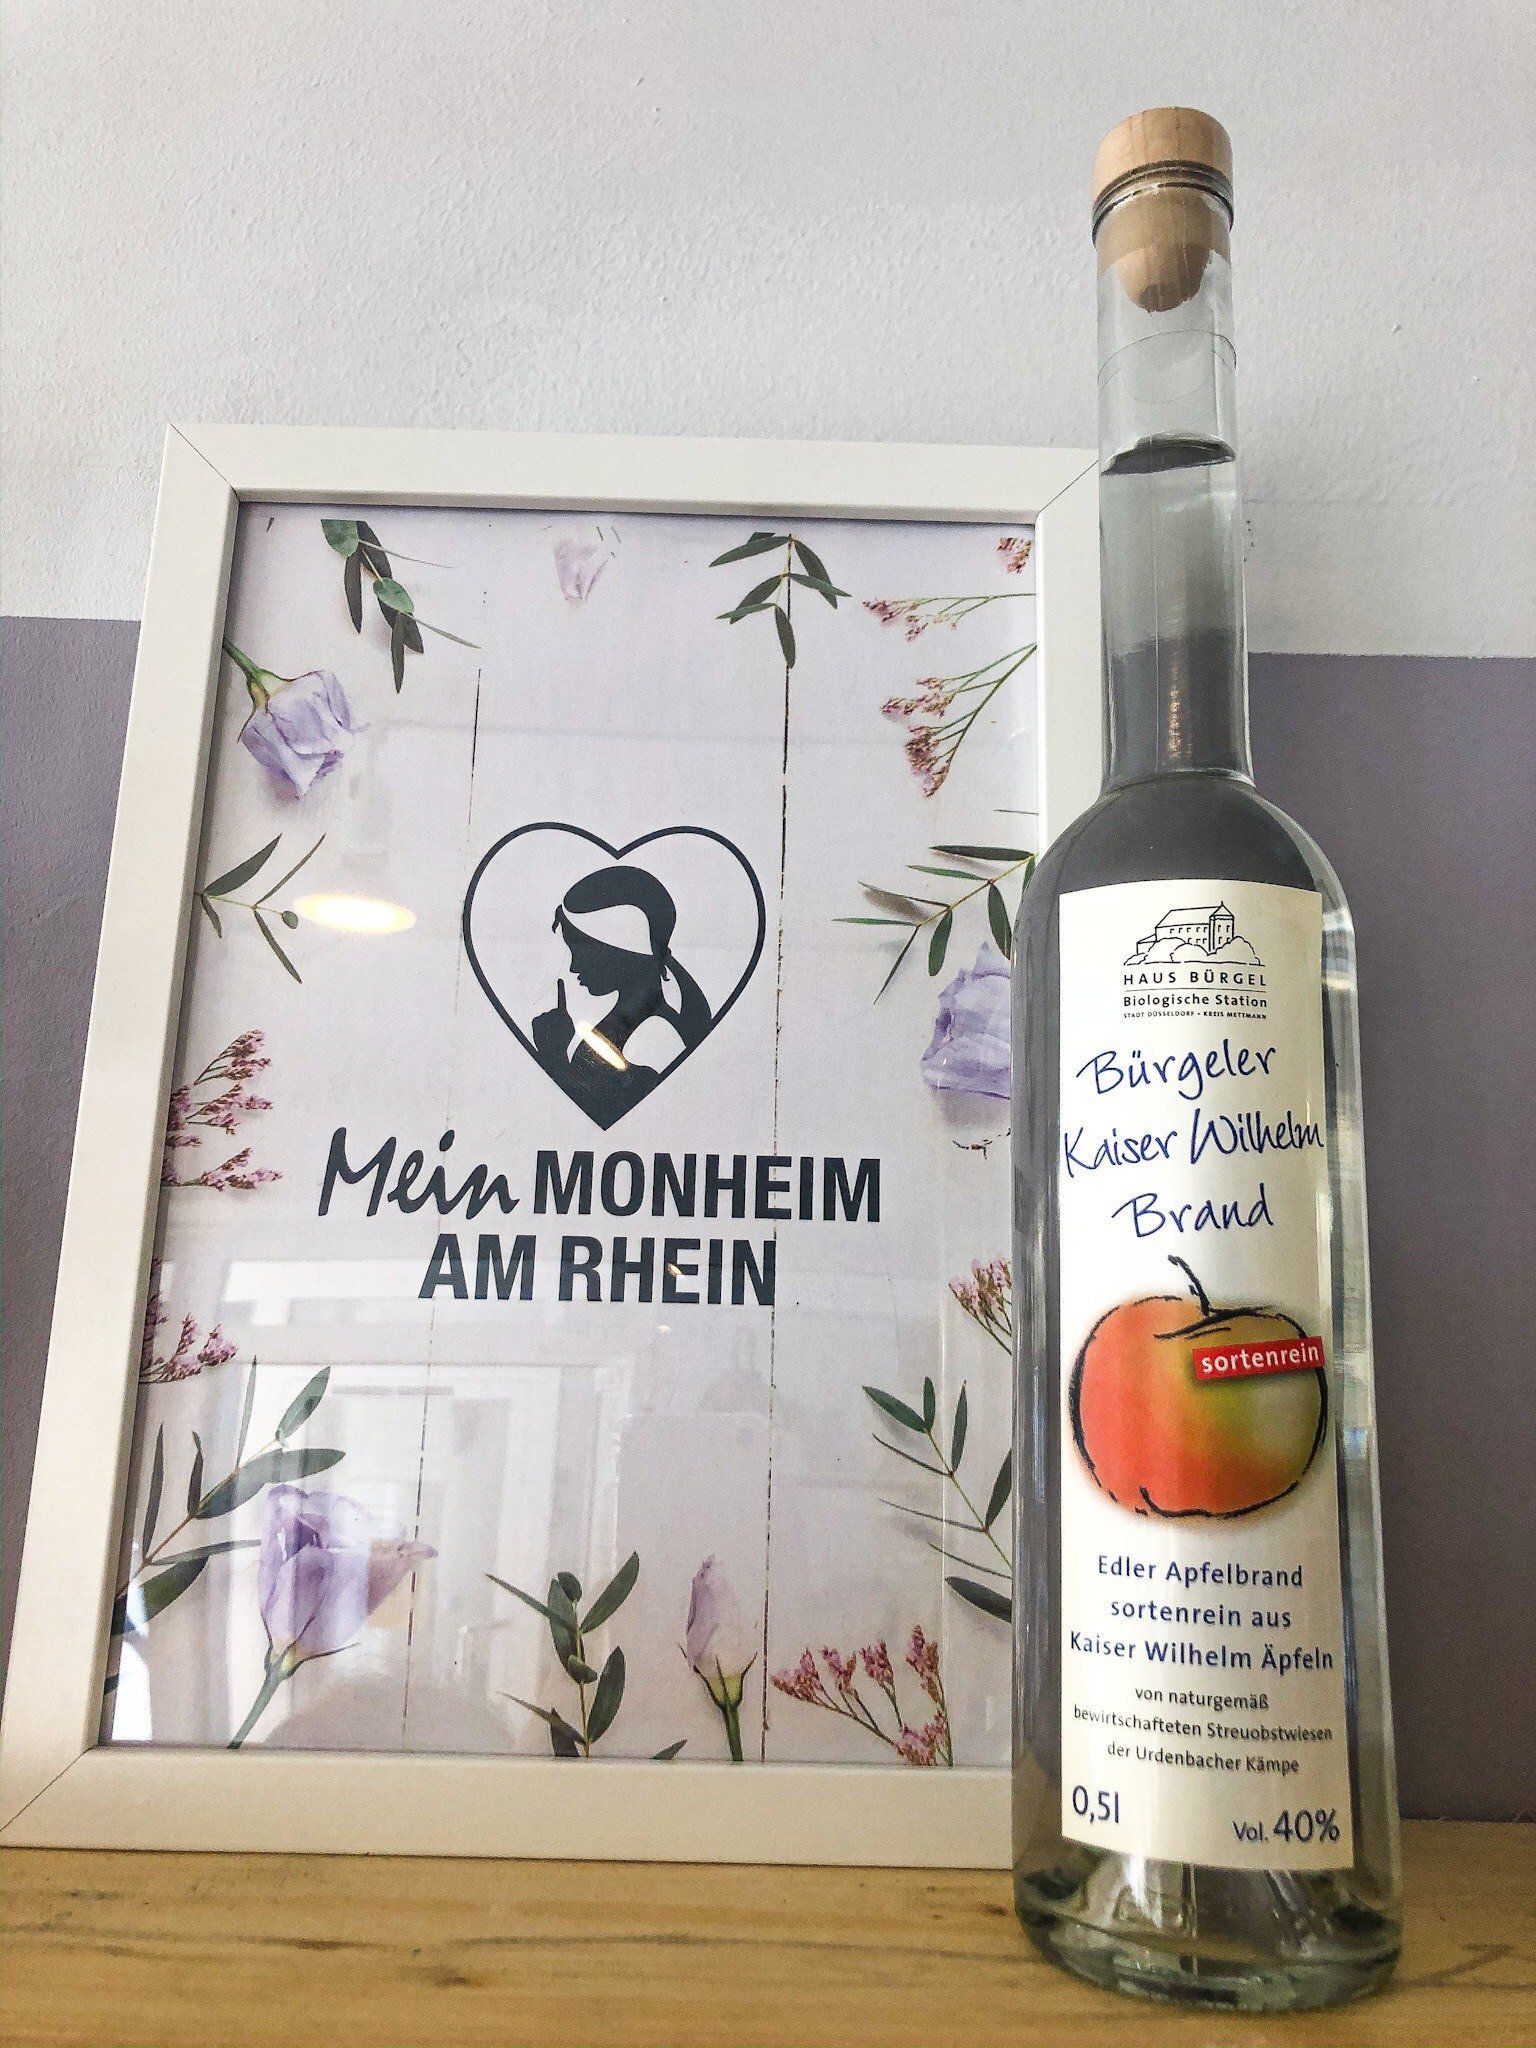 Mein MONHEIM
AM RHEIN
HAUS BÜRGEL
Biologische Station
STADT DÜSSELDORF • KREIS METTMANN
Bürgeler
Kaiser Wilhelm
Brand
sortenrein
Edler Apfelbrand
sortenrein aus
Kaiser Wilhelm Äpfeln
von naturgemäß
bewirtschafteten Streuobstwiesen
der Urdenbacher Kämpe
0,5l
Vol. 40%